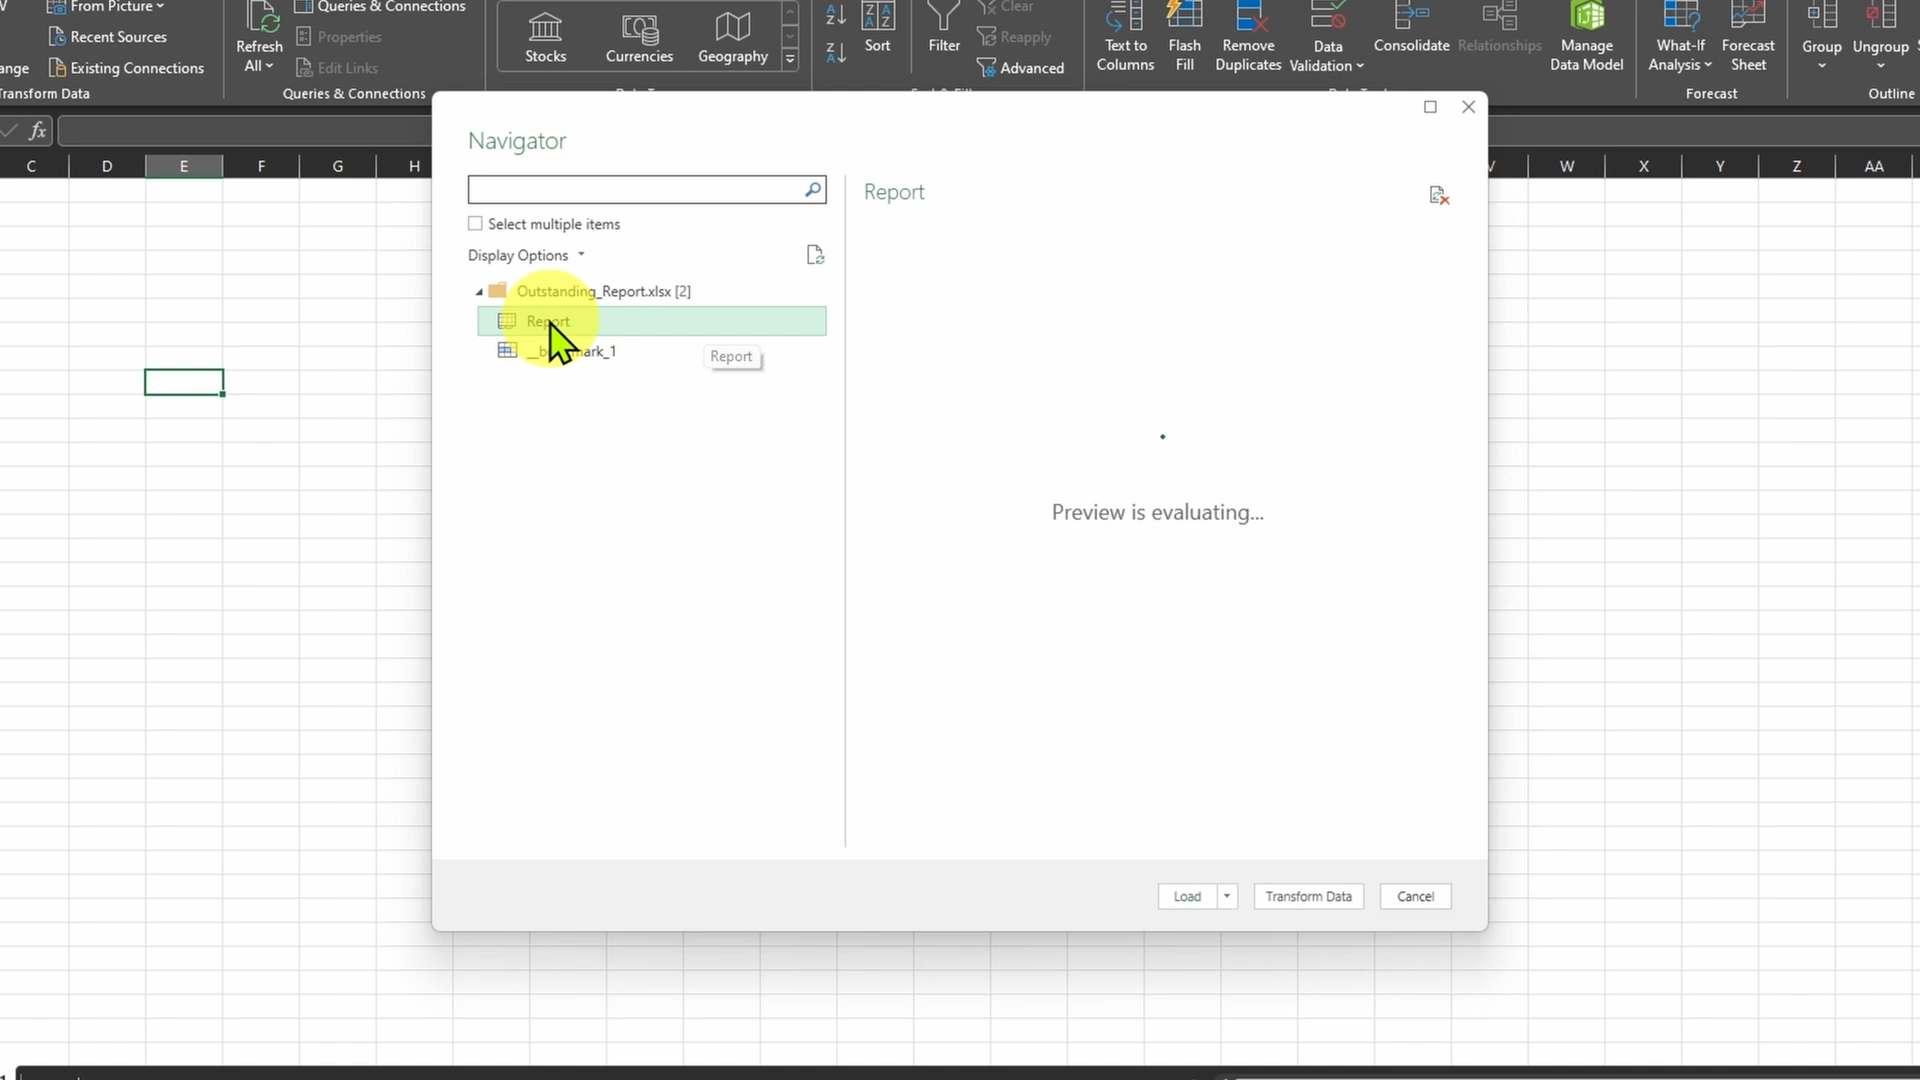 From Picture
Queries & Connections
Recent Sources
Properties
Existing Connections
Edit Links
Refresh
All
Stocks
Currencies
Geography
Sort
Filter
Clear
Reapply
Advanced
Text to
Columns
Flash
Fill
Remove
Duplicates
Data
Validation
Consolidate
Relationships
Manage
Data Model
What-If
Analysis
Forecast
Sheet
Group
Ungroup
Queries & Connections
Forecast
Outline
fx
C D E F G H W X Y Z AA
Navigator
Select multiple items
Display Options
Outstanding_Report.xlsx [2]
Report
Report
Report
Preview is evaluating...
Load
Transform Data
Cancel